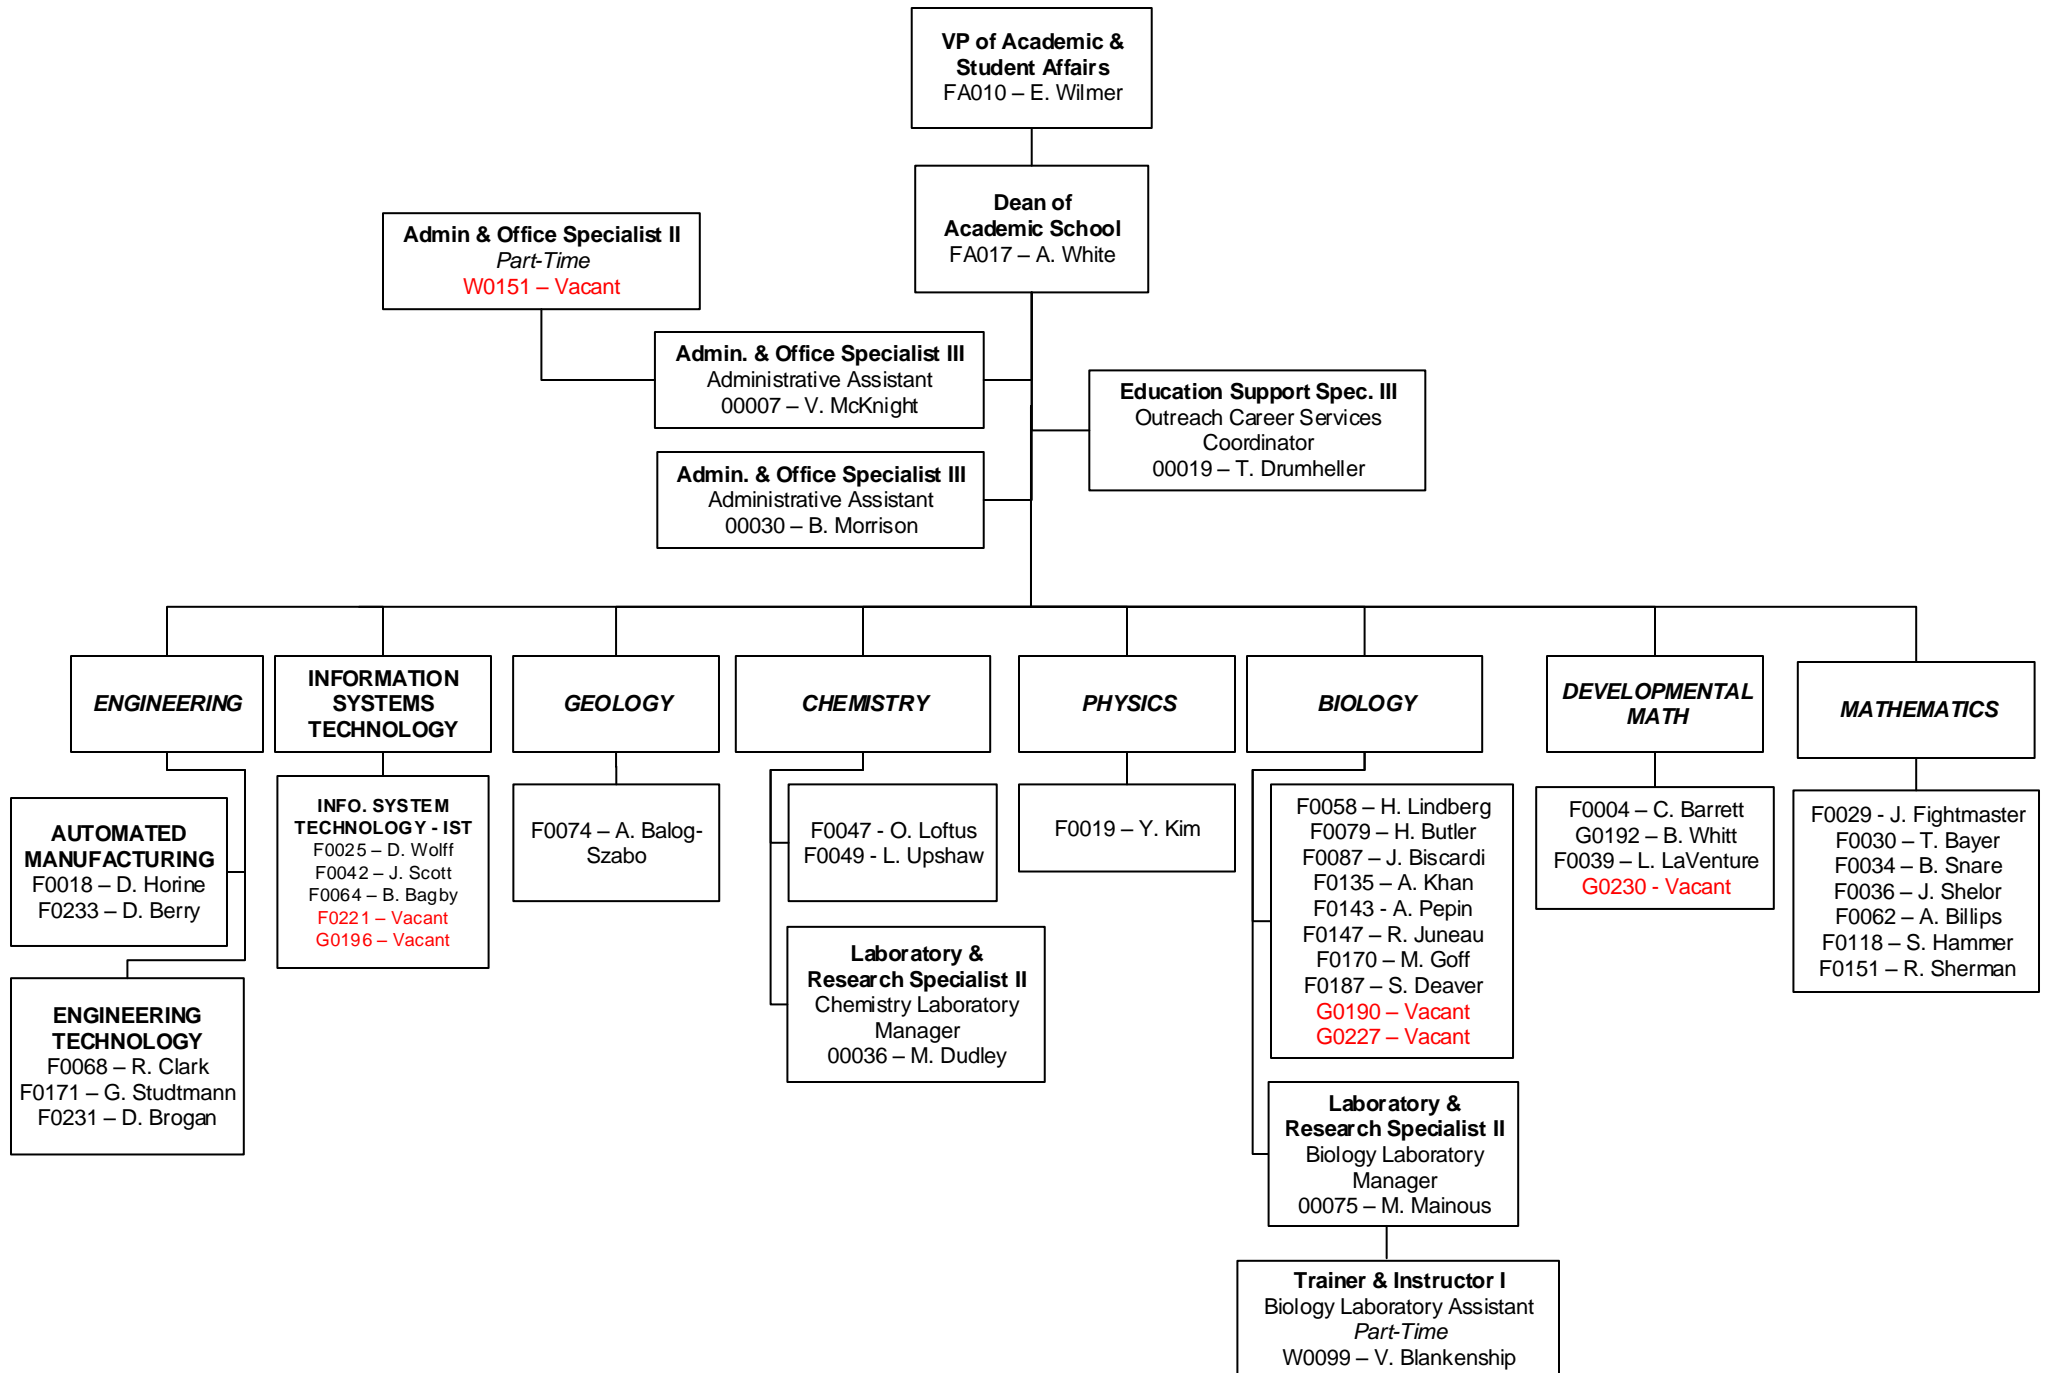 VP of Academic &
Student Affairs
FA010 – E. Wilmer
Dean of
Academic School
FA017 – A. White
Admin & Office Specialist II
Part-Time
W0151 – Vacant
Admin. & Office Specialist III
Administrative Assistant
00007 – V. McKnight
Education Support Spec. III
Outreach Career Services
Coordinator
00019 – T. Drumheller
Admin. & Office Specialist III
Administrative Assistant
00030 – B. Morrison
ENGINEERING
INFORMATION
SYSTEMS
TECHNOLOGY
GEOLOGY
CHEMISTRY
PHYSICS
BIOLOGY
DEVELOPMENTAL
MATH
MATHEMATICS
AUTOMATED
MANUFACTURING
F0018 – D. Horine
F0233 – D. Berry
ENGINEERING
TECHNOLOGY
F0068 – R. Clark
F0171 – G. Studtmann
F0231 – D. Brogan
INFO. SYSTEM
TECHNOLOGY - IST
F0025 – D. Wolff
F0042 – J. Scott
F0064 – B. Bagby
F0221 – Vacant
G0196 – Vacant
F0074 – A. Balog-
Szabo
F0047 - O. Loftus
F0049 - L. Upshaw
Laboratory &
Research Specialist II
Chemistry Laboratory
Manager
00036 – M. Dudley
F0019 – Y. Kim
F0058 – H. Lindberg
F0079 – H. Butler
F0087 – J. Biscardi
F0135 – A. Khan
F0143 - A. Pepin
F0147 – R. Juneau
F0170 – M. Goff
F0187 – S. Deaver
G0190 – Vacant
G0227 – Vacant
Laboratory &
Research Specialist II
Biology Laboratory
Manager
00075 – M. Mainous
Trainer & Instructor I
Biology Laboratory Assistant
Part-Time
W0099 – V. Blankenship
F0004 – C. Barrett
G0192 – B. Whitt
F0039 – L. LaVenture
G0230 - Vacant
F0029 - J. Fightmaster
F0030 – T. Bayer
F0034 – B. Snare
F0036 – J. Shelor
F0062 – A. Billips
F0118 – S. Hammer
F0151 – R. Sherman